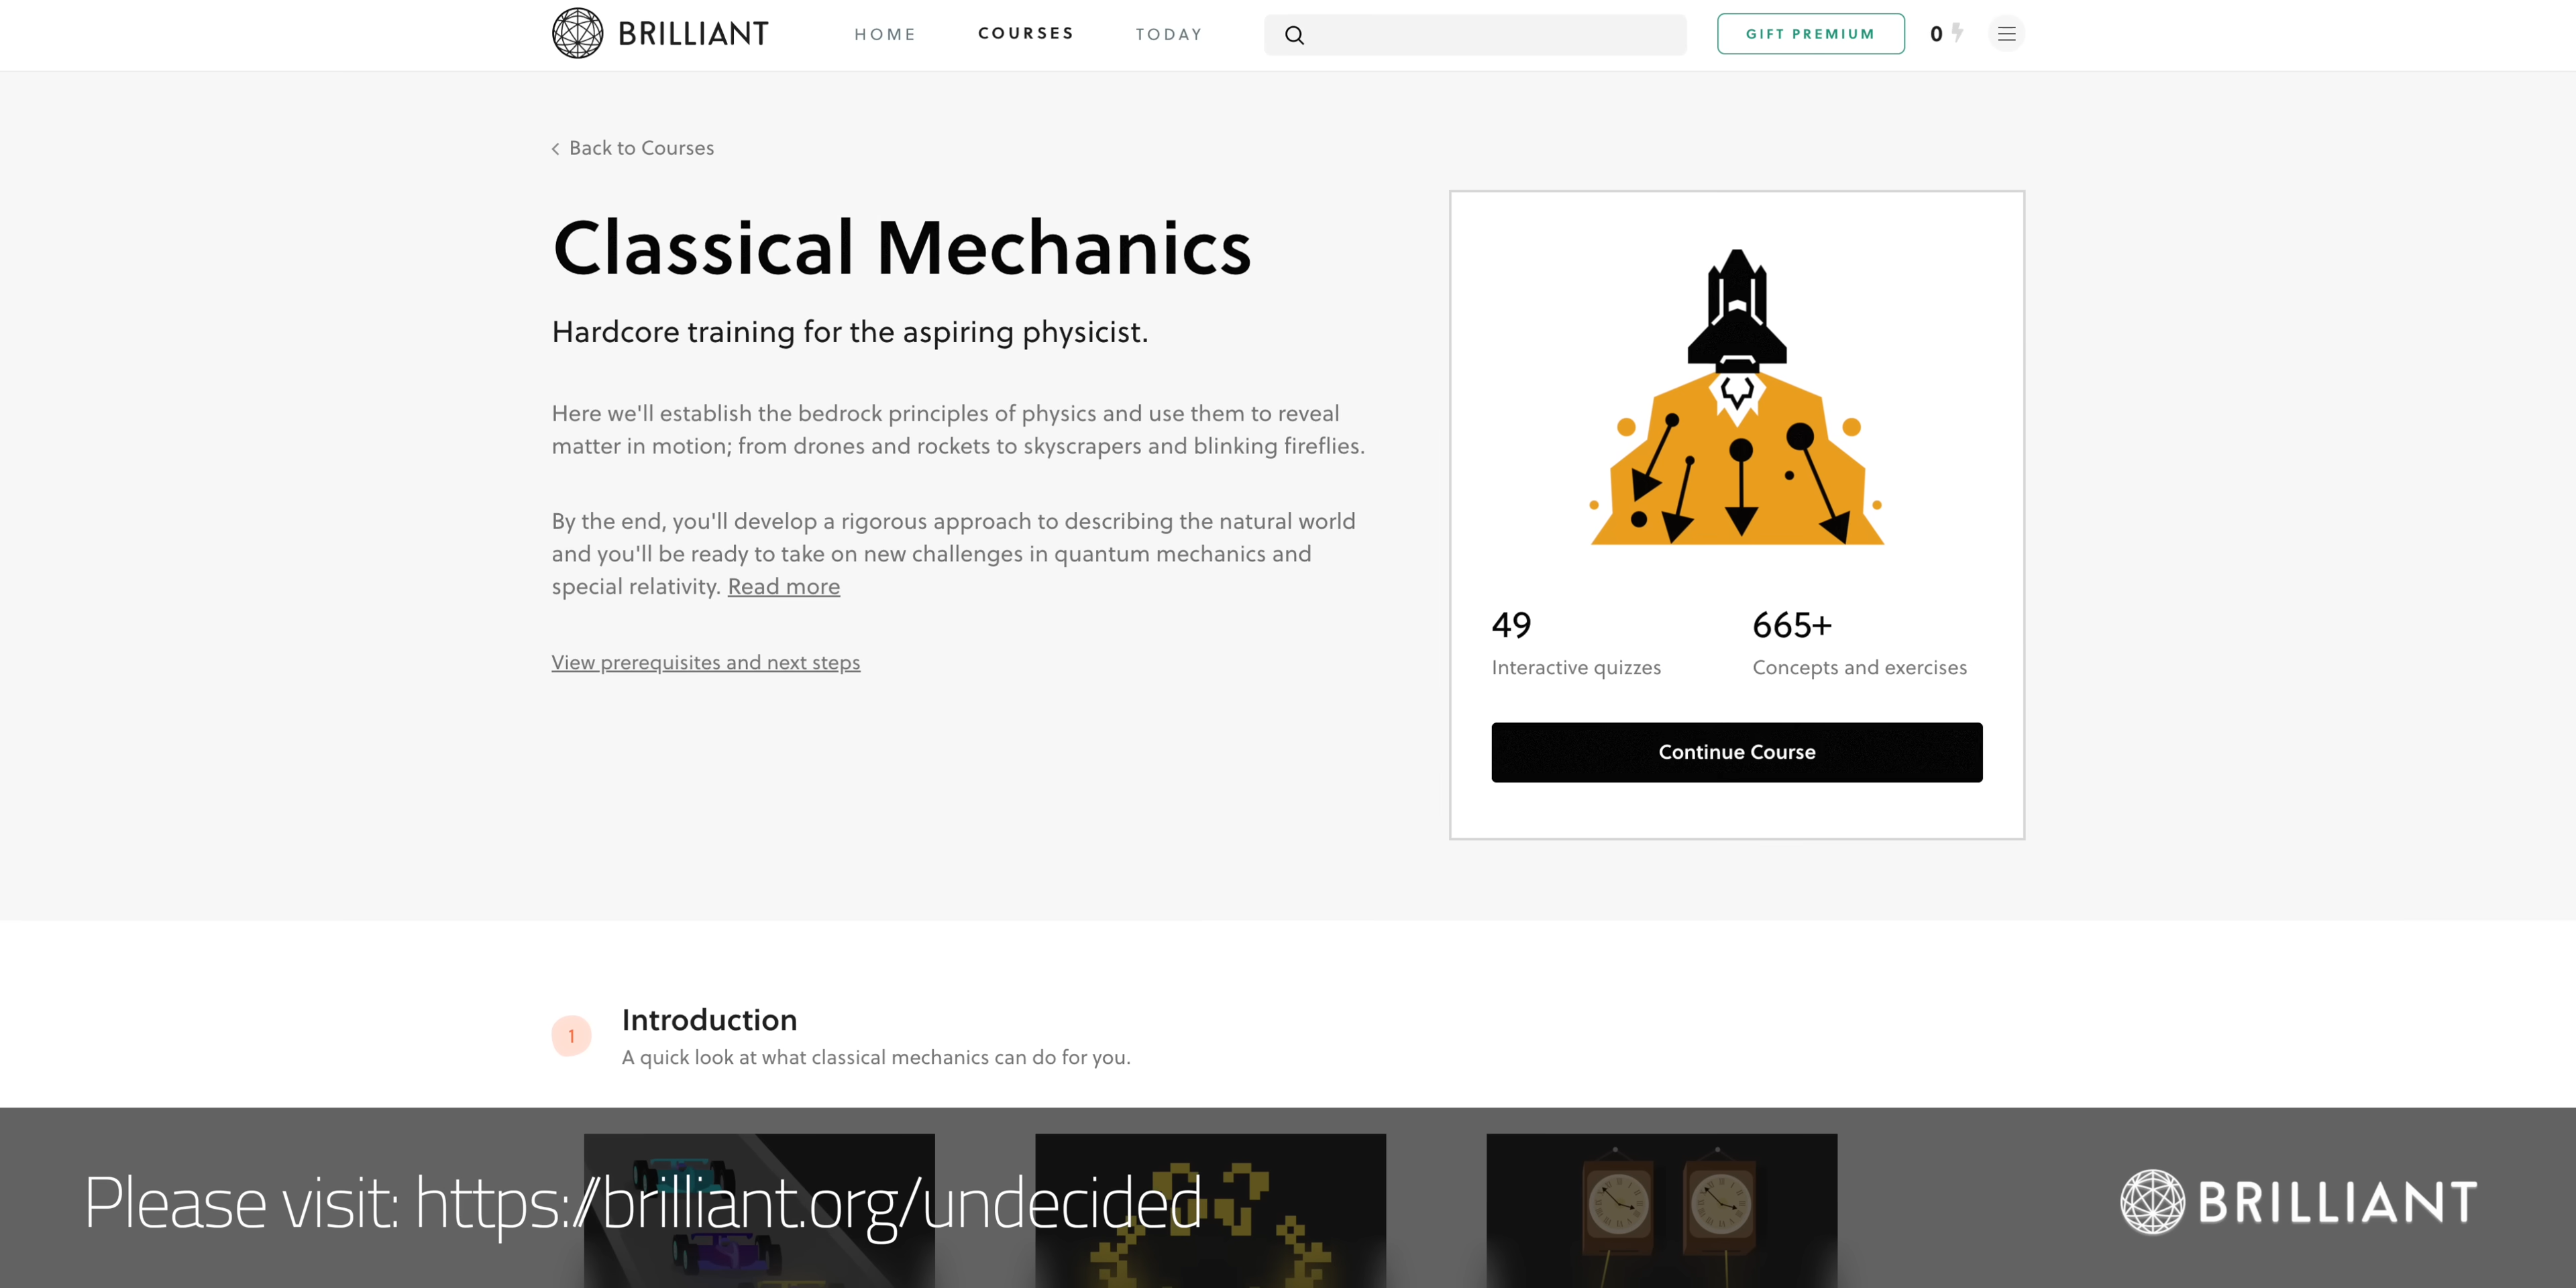 BRILLIANT
HOME
COURSES
TODAY
GIFT PREMIUM
0
Back to Courses
Classical Mechanics
Hardcore training for the aspiring physicist.
Here we'll establish the bedrock principles of physics and use them to reveal
matter in motion; from drones and rockets to skyscrapers and blinking fireflies.
By the end, you'll develop a rigorous approach to describing the natural world
and you'll be ready to take on new challenges in quantum mechanics and
special relativity. Read more
View prerequisites and next steps
49
Interactive quizzes
665+
Concepts and exercises
Continue Course
1
Introduction
A quick look at what classical mechanics can do for you.
Please visit: https://brilliant.org/undecided
BRILLIANT